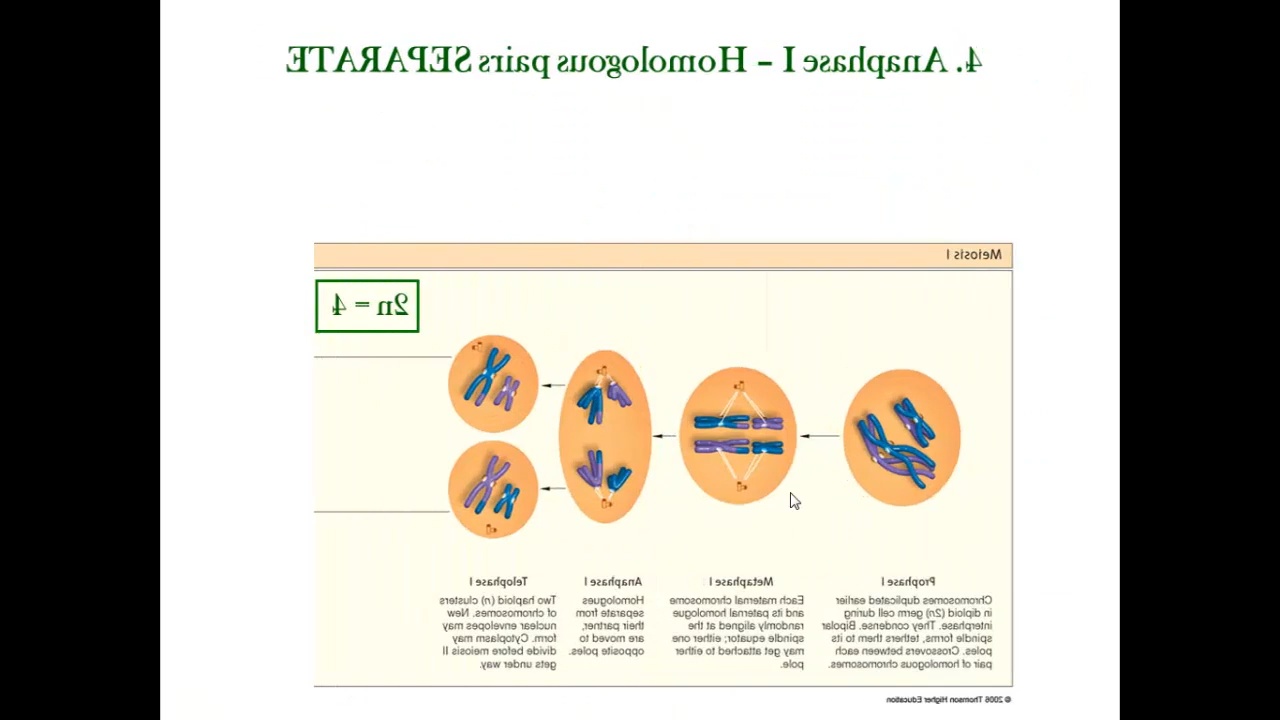 4. Anaphase I – Homologous pairs SEPARATE
Meiosis I
2n = 4
Prophase I
Chromosomes duplicated earlier
in diploid (2n) germ cell during
interphase. They condense. Bipolar
spindle forms, tethers them to its
poles. Crossovers between each
pair of homologous chromosomes.
Metaphase I
Each maternal chromosome
and its paternal homologue
randomly aligned at the
spindle equator; either one
may get attached to either
pole.
Anaphase I
Homologues
separate from
their partner,
are moved to
opposite poles.
Telophase I
Two haploid (n) clusters
of chromosomes. New
nuclear envelopes may
form. Cytoplasm may
divide before meiosis II
gets under way.
© 2006 Thomson Higher Education